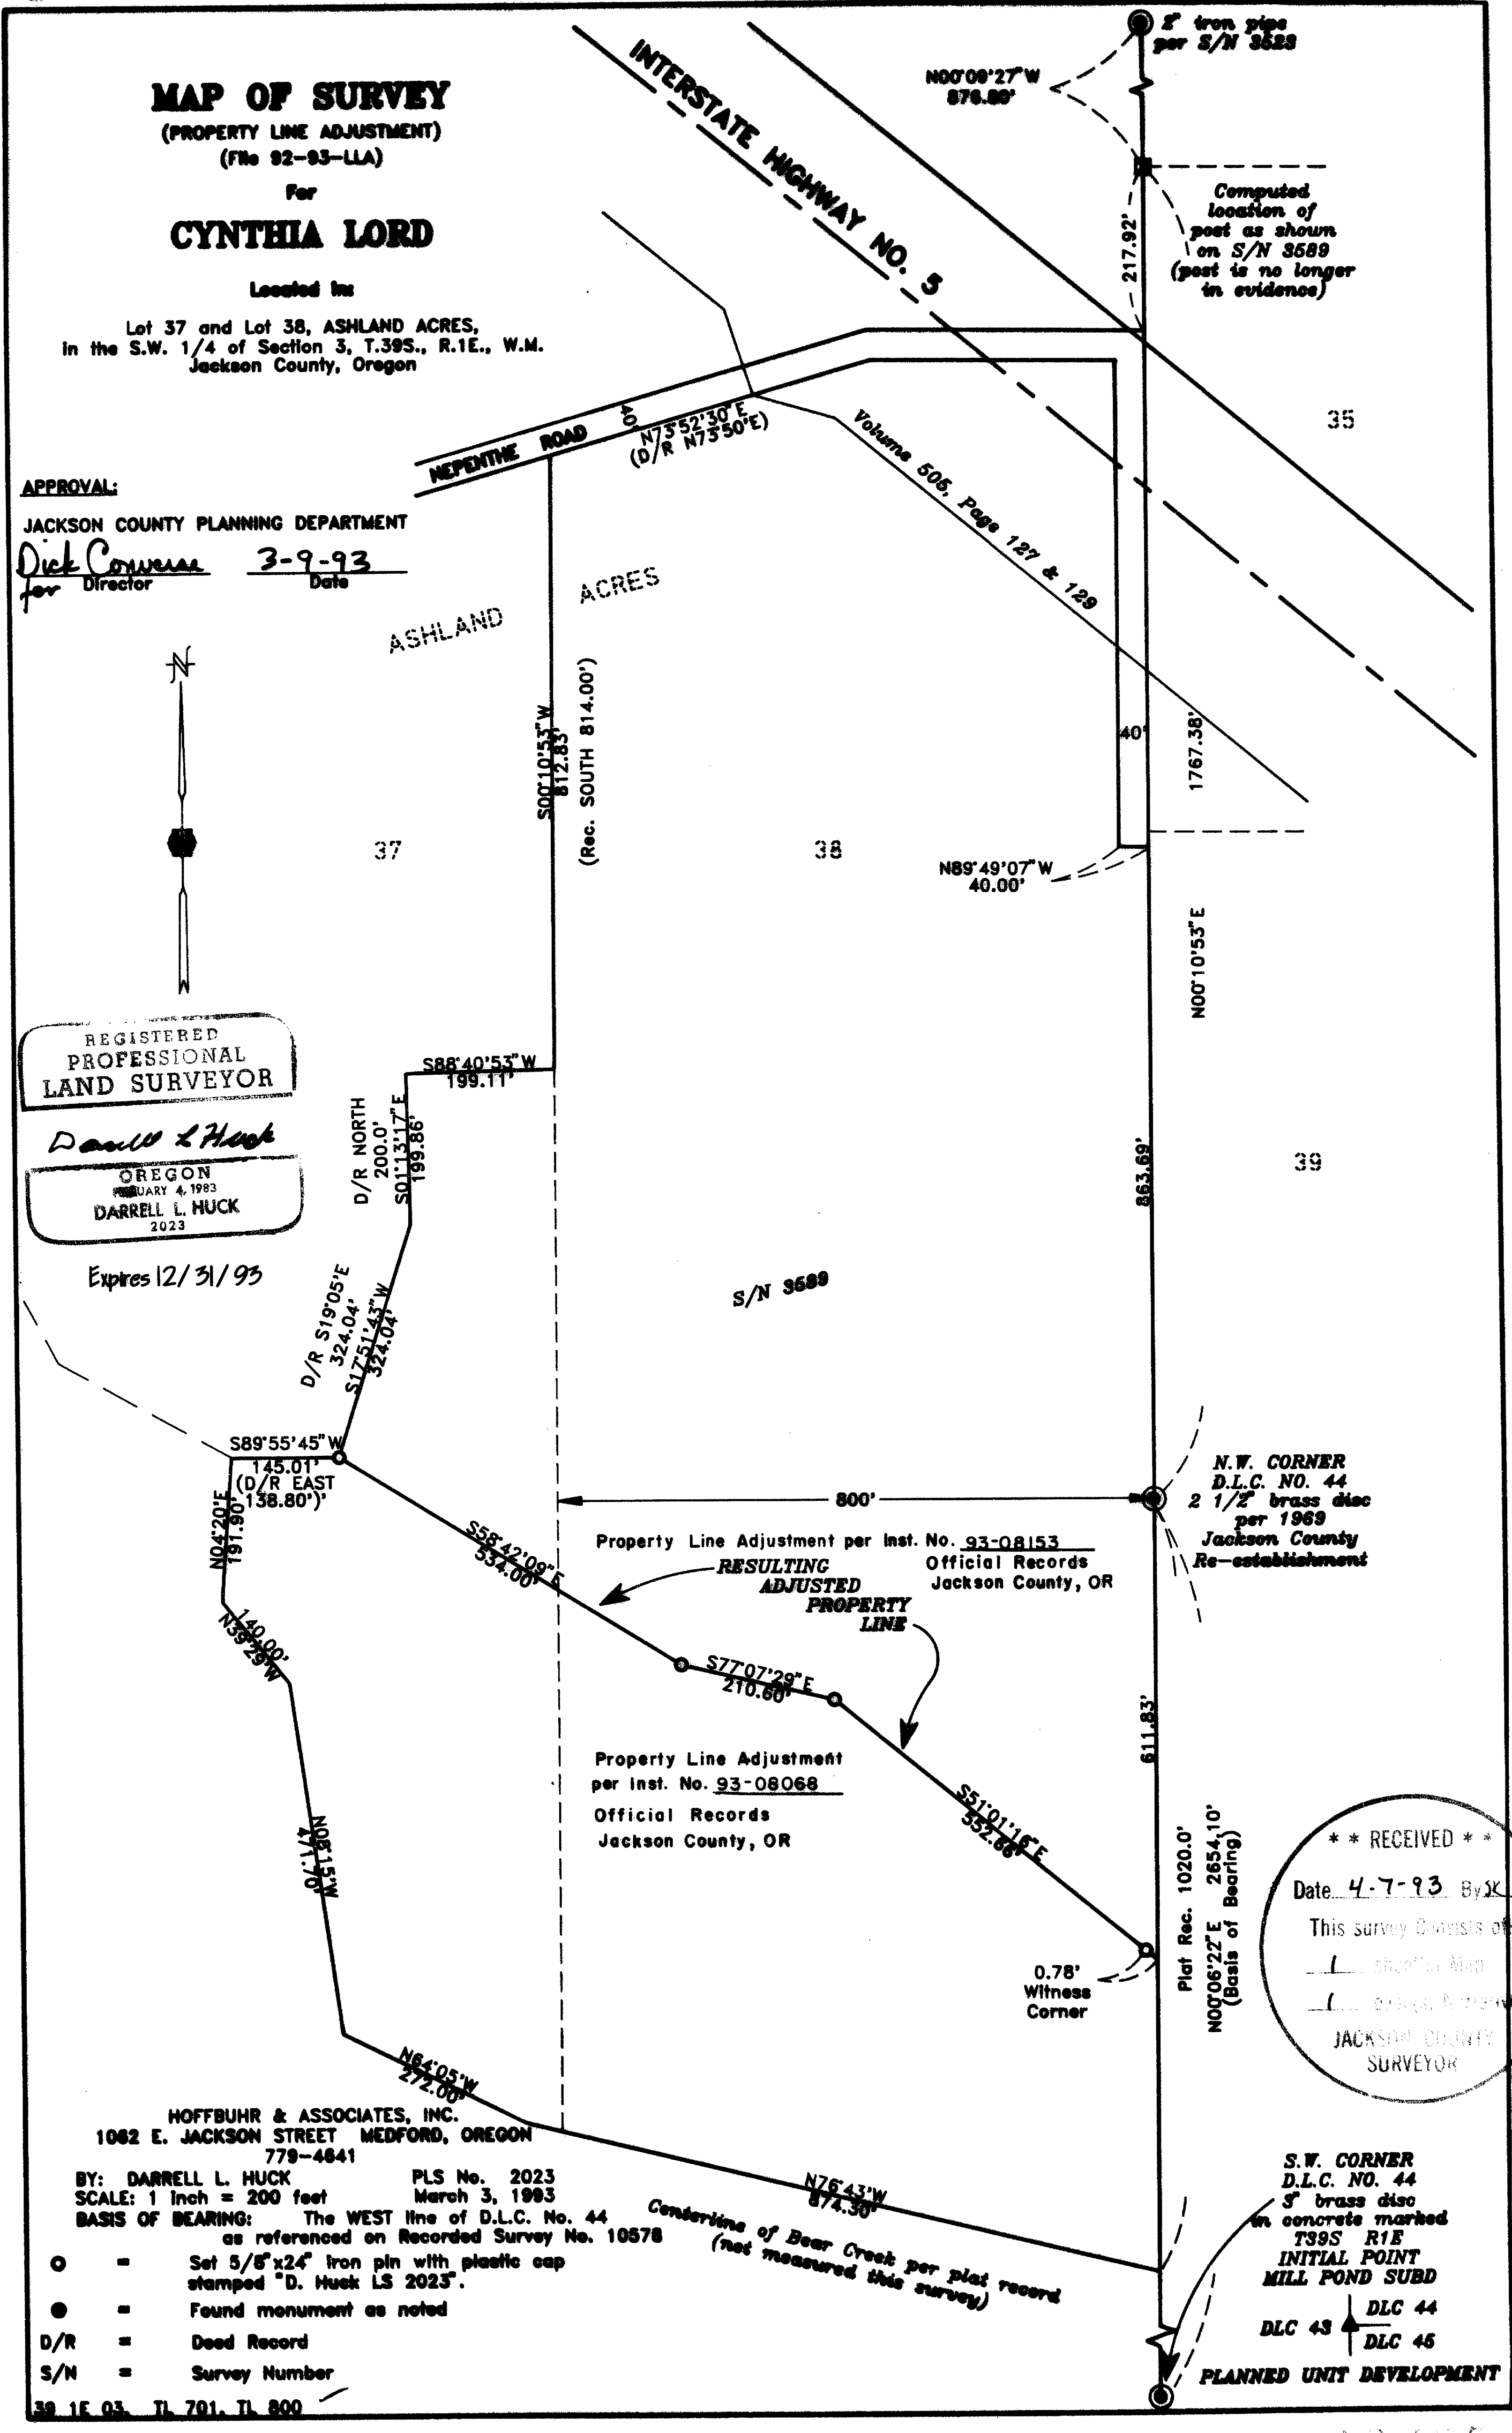 MAP OF SURVEY
(PROPERTY LINE ADJUSTMENT)
(File 92-93-LLA)
For
CYNTHIA LORD
Located in:
Lot 37 and Lot 38, ASHLAND ACRES,
in the S.W. 1/4 of Section 3, T.39S., R.1E., W.M.
Jackson County, Oregon
INTERSTATE HIGHWAY NO. 5
2" iron pipe
per S/N 3523
N00°09'27"W
876.80'
Computed
location of
post as shown
on S/N 3589
(post is no longer
in evidence)
217.92'
35
NEPENTHE ROAD
40'
N73°52'30"E
(D/R N73°50'E)
Volume 505, Page 127 & 129
APPROVAL:
JACKSON COUNTY PLANNING DEPARTMENT
Dick Converse 3-9-93
for Director Date
ASHLAND ACRES
N
S00°10'53"W
812.83'
(Rec. SOUTH 814.00')
40'
1767.38'
37
38
N89°49'07"W
40.00'
N00°10'53"E
REGISTERED
PROFESSIONAL
LAND SURVEYOR
Darrell L Huck
OREGON
4, 1983
DARRELL L. HUCK
2023
Expires 12/31/93
S88°40'53"W
199.11'
D/R NORTH
200.0'
S01°13'17"E
199.86'
863.69'
39
D/R S19°05'E
324.04'
S17°51'43"W
324.04'
S/N 3589
S89°55'45"W
145.01'
(D/R EAST
138.80')'
N04°20'E
191.90'
800'
N.W. CORNER
D.L.C. NO. 44
2 1/2" brass disc
per 1969
Jackson County
Re-establishment
S58°42'09"E
534.00'
Property Line Adjustment per Inst. No. 93-08153
Official Records
Jackson County, OR
RESULTING
ADJUSTED
PROPERTY
LINE
140.00'
N39°29'W
S77°07'29"E
210.60'
611.83'
Property Line Adjustment
per Inst. No. 93-08068
Official Records
Jackson County, OR
S51°01'16"E
552.66'
N08°15'W
471.70'
Plat Rec. 1020.0'
N00°06'22"E 2654.10'
(Basis of Bearing)
* * RECEIVED * *
Date 4-7-93 By
This survey Consists of
1 Map
1
JACKSON COUNTY
SURVEYOR
0.78'
Witness
Corner
N64°05'W
272.00'
HOFFBUHR & ASSOCIATES, INC.
1062 E. JACKSON STREET MEDFORD, OREGON
779-4641
BY: DARRELL L. HUCK PLS No. 2023
SCALE: 1 inch = 200 feet March 3, 1993
BASIS OF BEARING: The WEST line of D.L.C. No. 44
as referenced on Recorded Survey No. 10578
N76°43'W
874.30'
Centerline of Bear Creek per plat record
(not measured this survey)
S.W. CORNER
D.L.C. NO. 44
3" brass disc
in concrete marked
T39S R1E
INITIAL POINT
MILL POND SUBD
DLC 43 DLC 44
DLC 45
PLANNED UNIT DEVELOPMENT
= Set 5/8"x24" iron pin with plastic cap
stamped "D. Huck LS 2023".
= Found monument as noted
D/R = Deed Record
S/N = Survey Number
39 1E 03, TL 701, TL 800